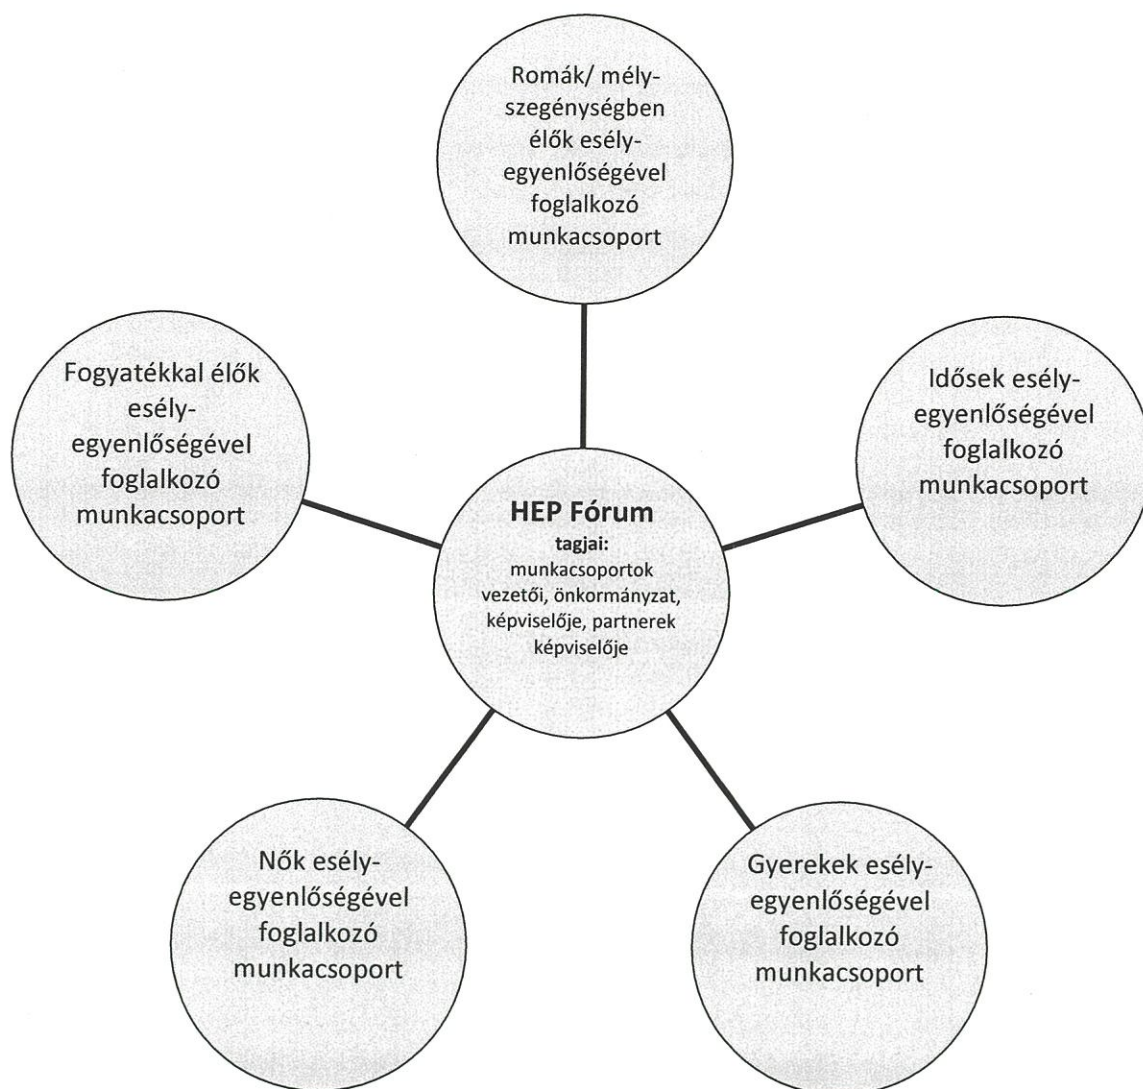 Romák/ mély-
szegénységben
élők esély-
egyenlőségével
foglalkozó
munkacsoport
Fogyatékkal élők
esély-
egyenlőségével
foglalkozó
munkacsoport
Idősek esély-
egyenlőségével
foglalkozó
munkacsoport
HEP Fórum
tagjai:
munkacsoportok
vezetői, önkormányzat,
képviselője, partnerek
képviselője
Nők esély-
egyenlőségével
foglalkozó
munkacsoport
Gyerekek esély-
egyenlőségével
foglalkozó
munkacsoport